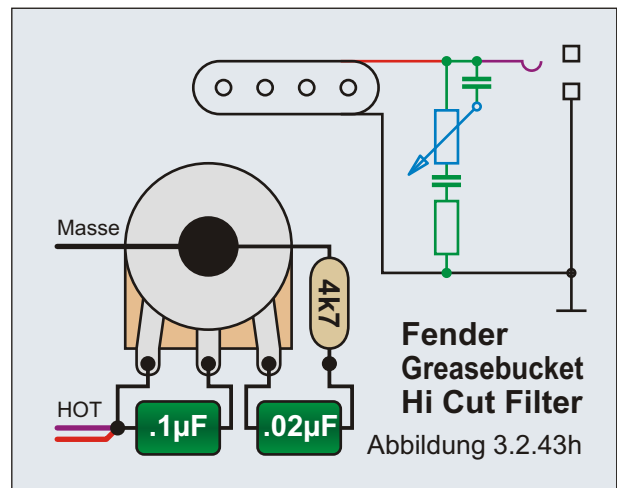 Masse
4k7
HOT
.1µF
.02µF
Fender
Greasebucket
Hi Cut Filter
Abbildung 3.2.43h